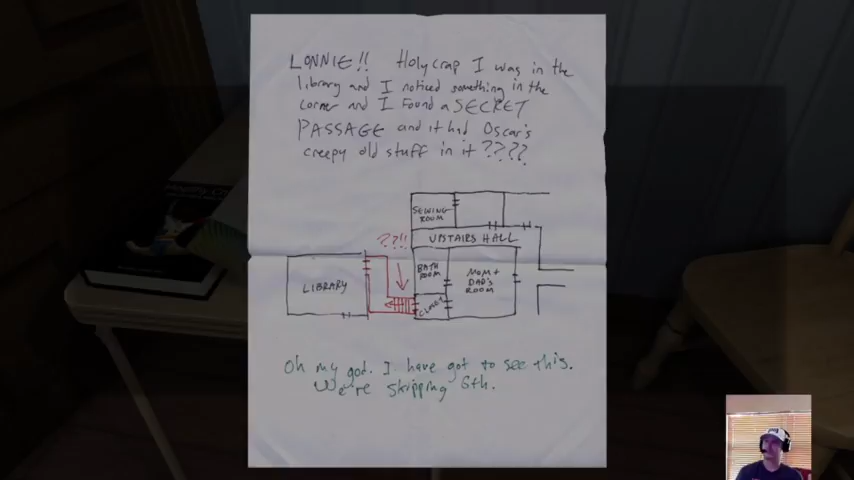 LONNIE!! Holy crap I was in the
library and I noticed something in the
corner and I found a SECRET
PASSAGE and it had Oscar's
creepy old stuff in it????
SEWING
ROOM
??!!
UPSTAIRS HALL
BATH
ROOM
MOM +
DAD'S
ROOM
LIBRARY
CLOSET
Oh my god. I have got to see this.
We're skipping 6th.